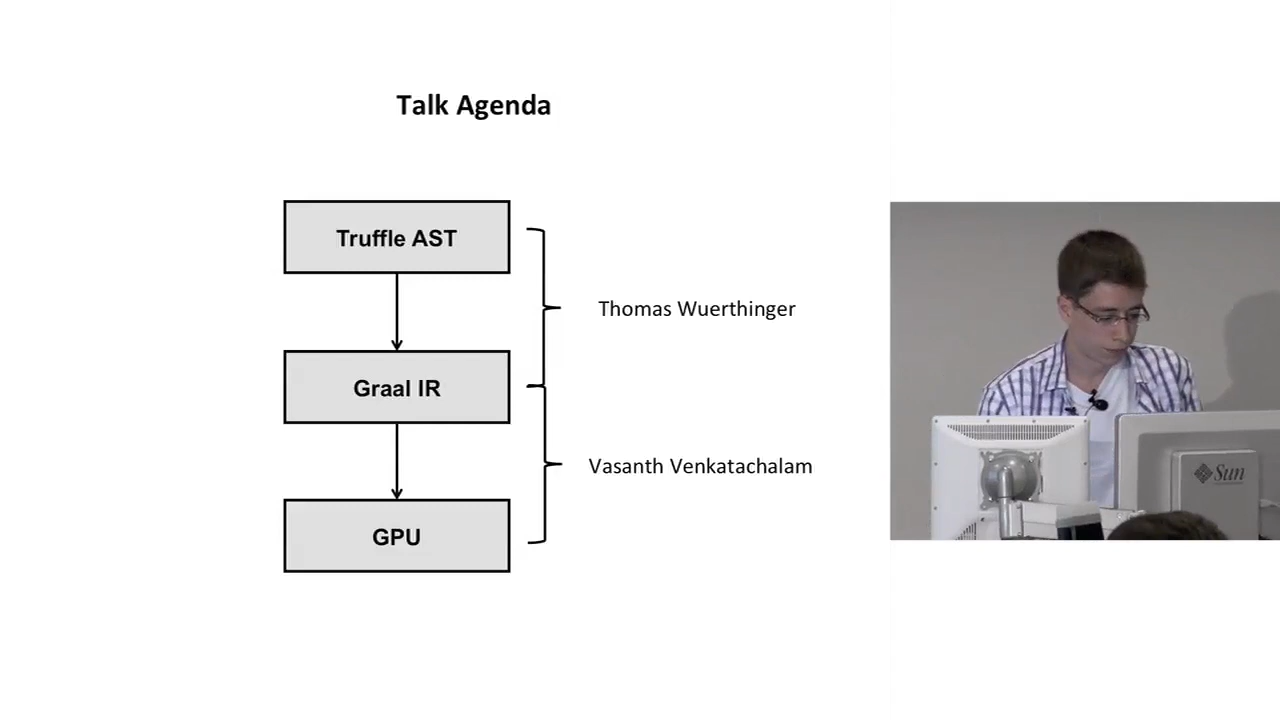 Talk Agenda
Truffle AST
Thomas Wuerthinger
Graal IR
Vasanth Venkatachalam
GPU
Sun